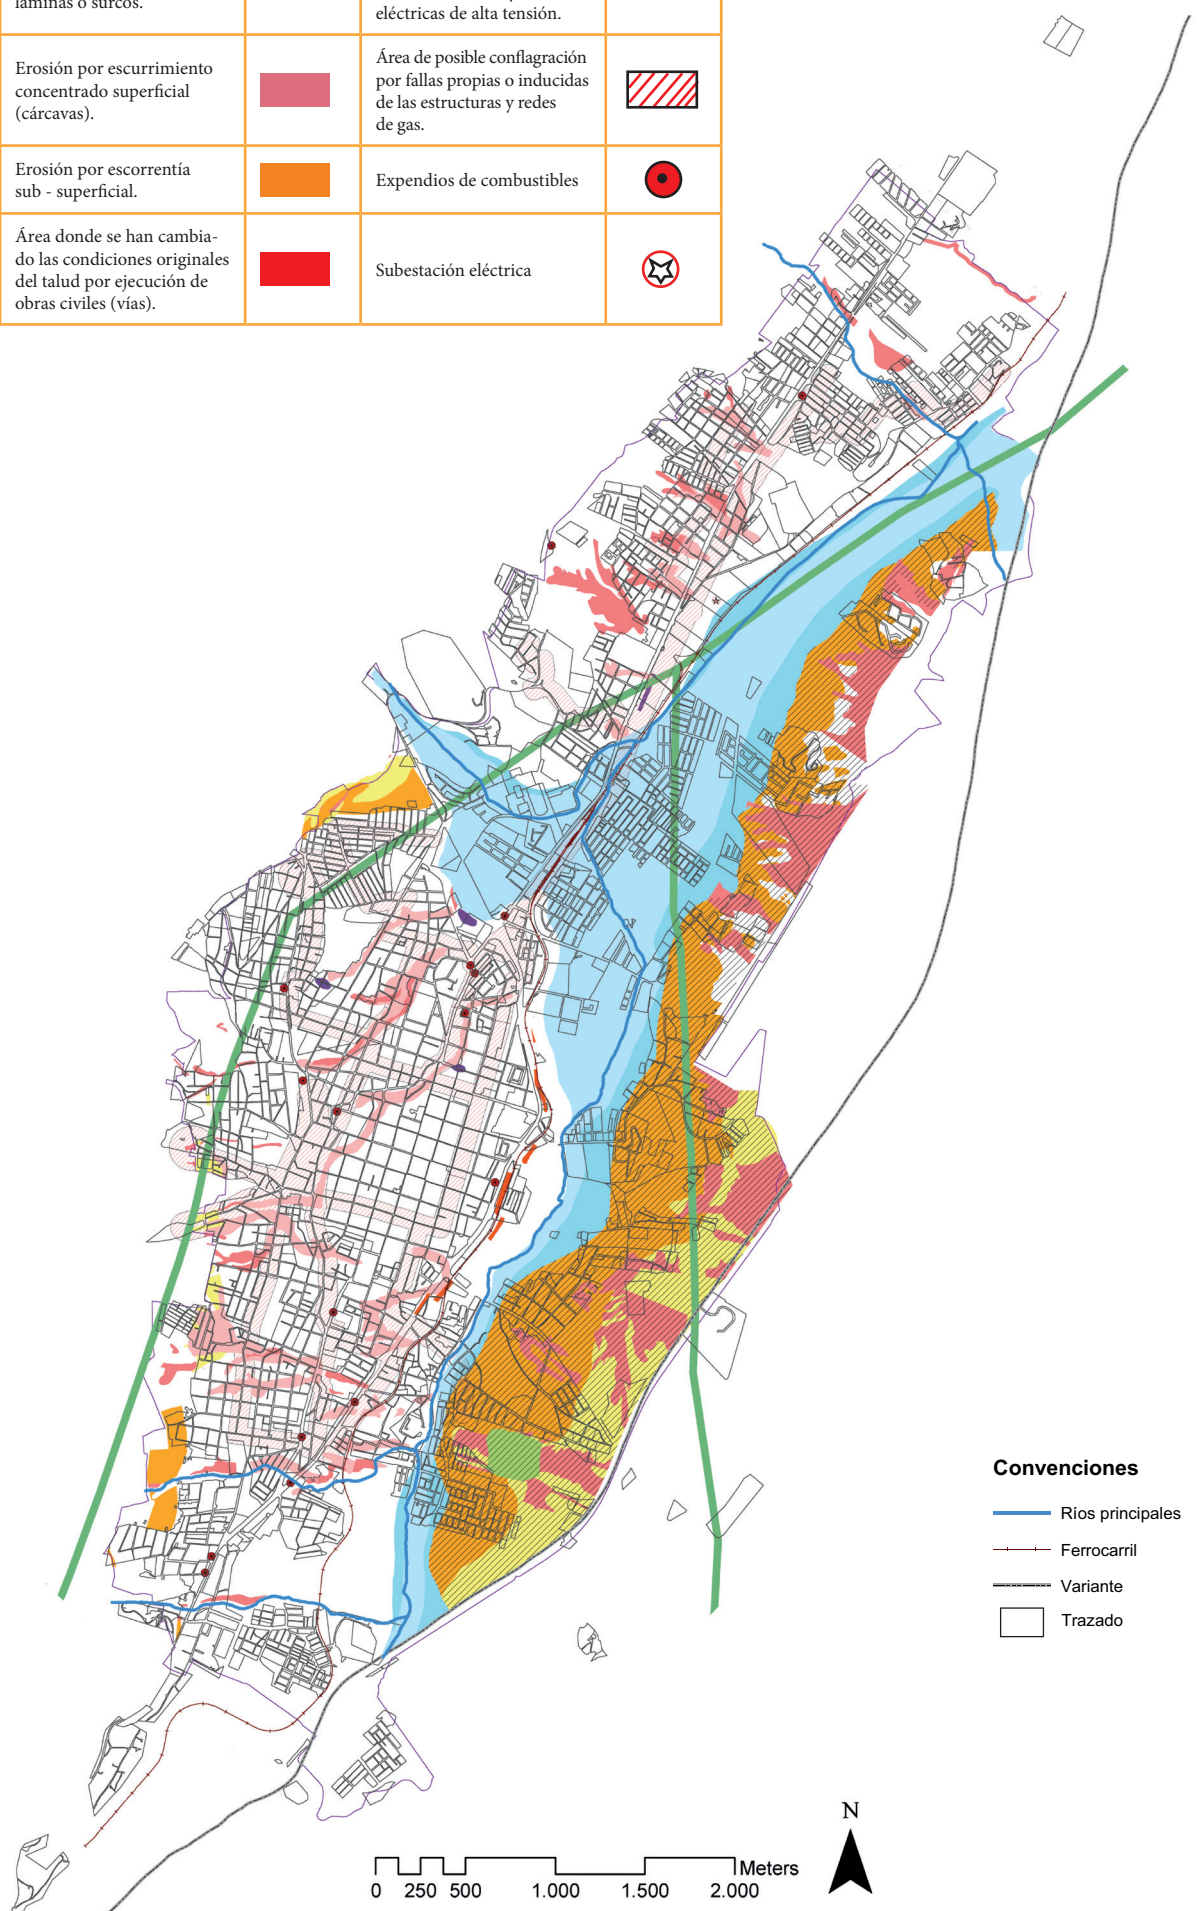 láminas o surcos.
eléctricas de alta tensión.
Erosión por escurrimiento
concentrado superficial
(cárcavas).
Área de posible conflagración
por fallas propias o inducidas
de las estructuras y redes
de gas.
Erosión por escorrentía
sub - superficial.
Expendios de combustibles
Área donde se han cambia-
do las condiciones originales
del talud por ejecución de
obras civiles (vías).
Subestación eléctrica
Convenciones
Ríos principales
Ferrocarril
Variante
Trazado
N
Meters
0 250 500 1.000 1.500 2.000